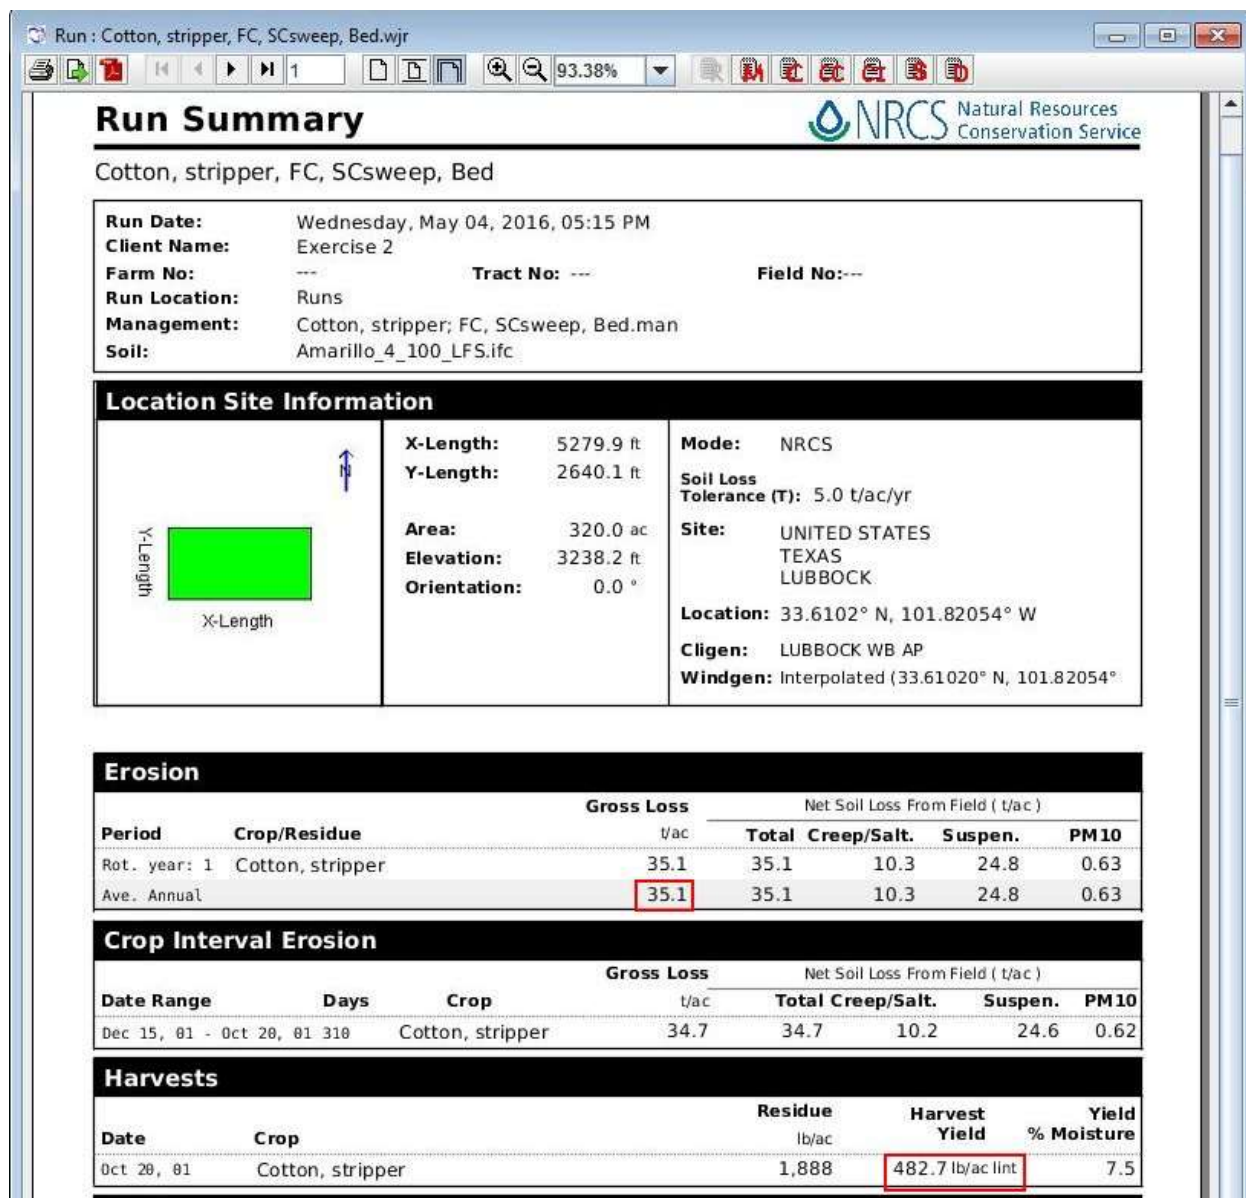 Run : Cotton, stripper, FC, SCsweep, Bed.wjr
1 93.38%
Run Summary
NRCS Natural Resources Conservation Service
Cotton, stripper, FC, SCsweep, Bed
Run Date: Wednesday, May 04, 2016, 05:15 PM
Client Name: Exercise 2
Farm No: --- Tract No: --- Field No:---
Run Location: Runs
Management: Cotton, stripper; FC, SCsweep, Bed.man
Soil: Amarillo_4_100_LFS.ifc
Location Site Information
N
Y-Length
X-Length
X-Length: 5279.9 ft
Y-Length: 2640.1 ft
Area: 320.0 ac
Elevation: 3238.2 ft
Orientation: 0.0 °
Mode: NRCS
Soil Loss
Tolerance (T): 5.0 t/ac/yr
Site: UNITED STATES
TEXAS
LUBBOCK
Location: 33.6102° N, 101.82054° W
Cligen: LUBBOCK WB AP
Windgen: Interpolated (33.61020° N, 101.82054°
Erosion
Gross Loss Net Soil Loss From Field ( t/ac )
Period Crop/Residue t/ac Total Creep/Salt. Suspen. PM10
Rot. year: 1 Cotton, stripper 35.1 35.1 10.3 24.8 0.63
Ave. Annual 35.1 35.1 10.3 24.8 0.63
Crop Interval Erosion
Gross Loss Net Soil Loss From Field ( t/ac )
Date Range Days Crop t/ac Total Creep/Salt. Suspen. PM10
Dec 15, 01 - Oct 20, 01 310 Cotton, stripper 34.7 34.7 10.2 24.6 0.62
Harvests
Residue Harvest Yield
Date Crop lb/ac Yield % Moisture
Oct 20, 01 Cotton, stripper 1,888 482.7 lb/ac lint 7.5